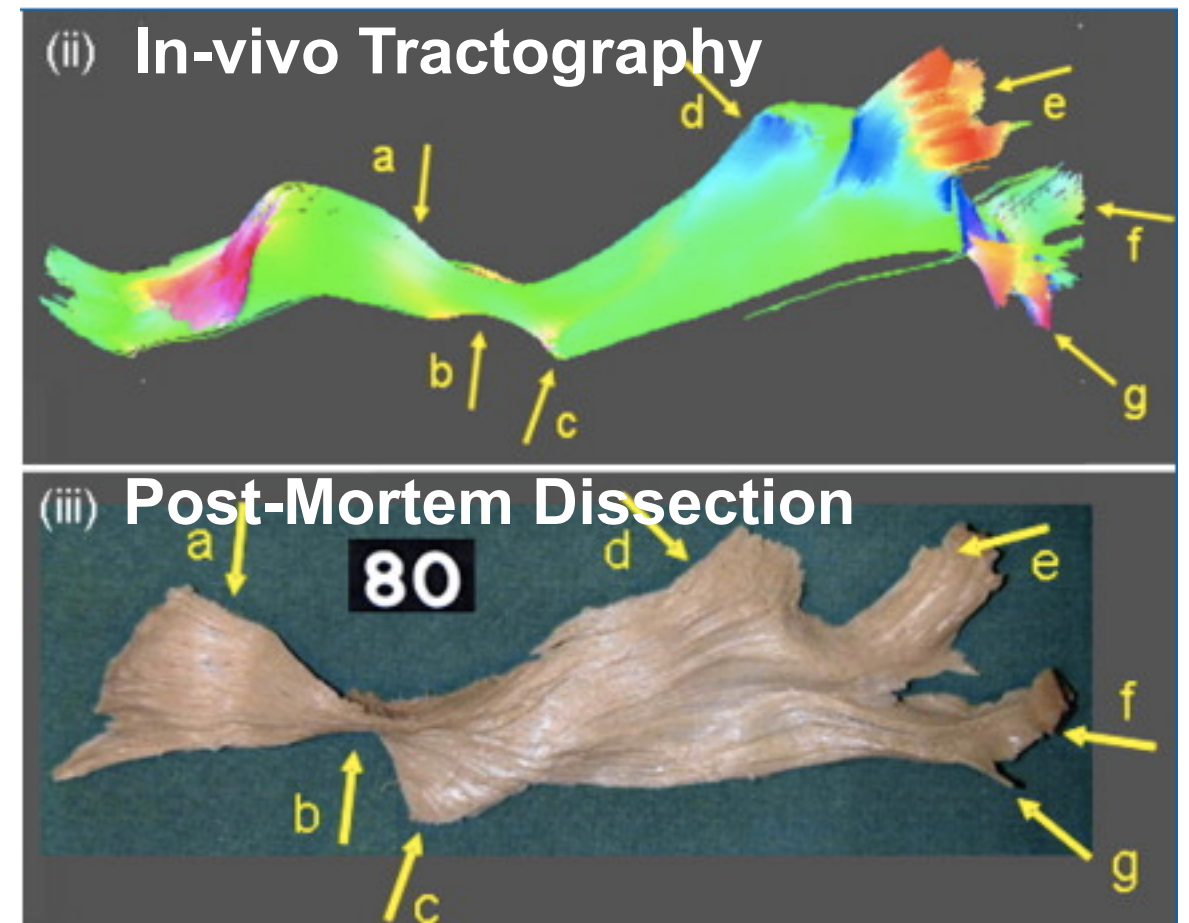 (ii) In-vivo Tractography
d
e
a
f
b
c
g
(iii) Post-Mortem Dissection
a
80
d
e
f
b
g
c